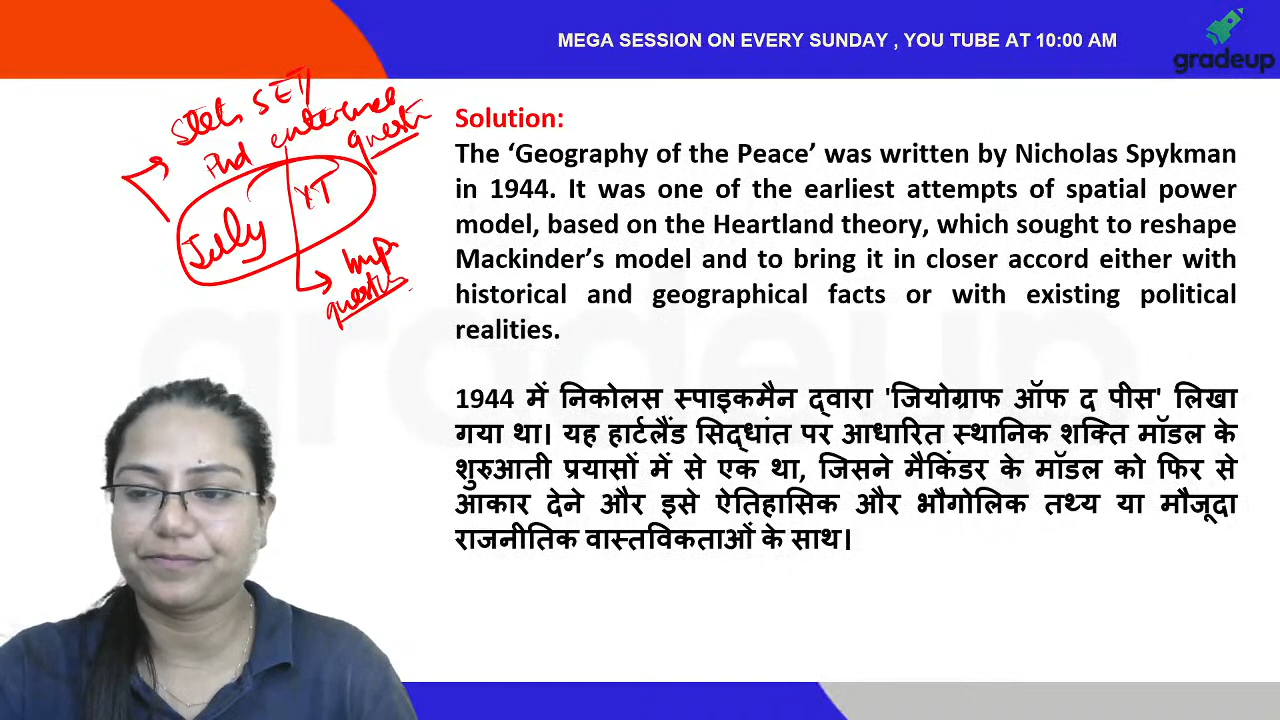 MEGA SESSION ON EVERY SUNDAY , YOU TUBE AT 10:00 AM
gradeup
State SET/
Phd entrance
questi
July YT
Imp
questios
Solution:
The ‘Geography of the Peace’ was written by Nicholas Spykman
in 1944. It was one of the earliest attempts of spatial power
model, based on the Heartland theory, which sought to reshape
Mackinder’s model and to bring it in closer accord either with
historical and geographical facts or with existing political
realities.
1944 में निकोलस स्पाइकमैन द्वारा 'जियोग्राफ ऑफ द पीस' लिखा
गया था। यह हार्टलैंड सिद्धांत पर आधारित स्थानिक शक्ति मॉडल के
शुरुआती प्रयासों में से एक था, जिसने मैकिंडर के मॉडल को फिर से
आकार देने और इसे ऐतिहासिक और भौगोलिक तथ्य या मौजूदा
राजनीतिक वास्तविकताओं के साथ।